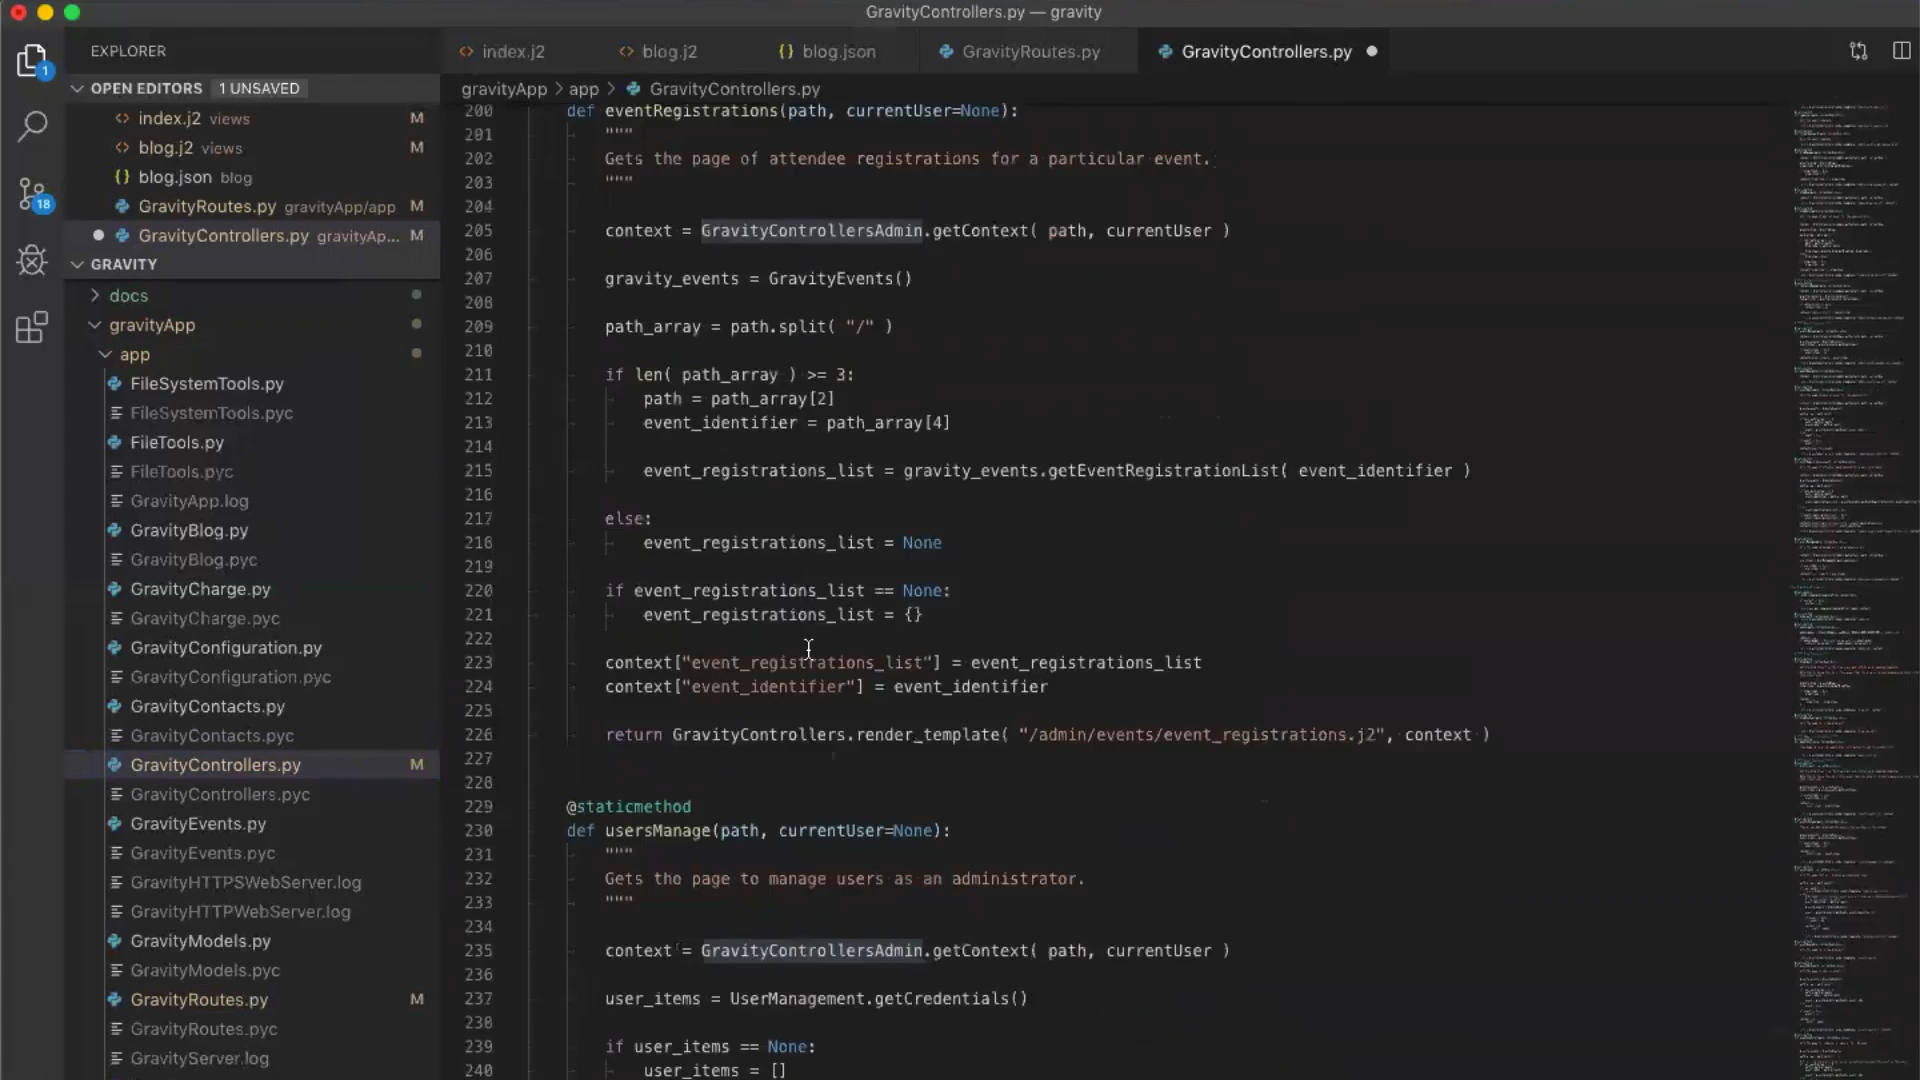 GravityControllers.py — gravity
EXPLORER
OPEN EDITORS 1 UNSAVED
index.j2 views M
blog.j2 views M
blog.json blog
GravityRoutes.py gravityApp/app M
GravityControllers.py gravityAp... M
GRAVITY
docs
gravityApp
app
FileSystemTools.py
FileSystemTools.pyc
FileTools.py
FileTools.pyc
GravityApp.log
GravityBlog.py
GravityBlog.pyc
GravityCharge.py
GravityCharge.pyc
GravityConfiguration.py
GravityConfiguration.pyc
GravityContacts.py
GravityContacts.pyc
GravityControllers.py M
GravityControllers.pyc
GravityEvents.py
GravityEvents.pyc
GravityHTTPSWebServer.log
GravityHTTPWebServer.log
GravityModels.py
GravityModels.pyc
GravityRoutes.py M
GravityRoutes.pyc
GravityServer.log
1
18
index.j2 blog.j2 {} blog.json GravityRoutes.py GravityControllers.py
gravityApp > app > GravityControllers.py
200 def eventRegistrations(path, currentUser=None):
201 """
202 Gets the page of attendee registrations for a particular event.
203 """
204
205 context = GravityControllersAdmin.getContext( path, currentUser )
206
207 gravity_events = GravityEvents()
208
209 path_array = path.split( "/" )
210
211 if len( path_array ) >= 3:
212 path = path_array[2]
213 event_identifier = path_array[4]
214
215 event_registrations_list = gravity_events.getEventRegistrationList( event_identifier )
216
217 else:
218 event_registrations_list = None
219
220 if event_registrations_list == None:
221 event_registrations_list = {}
222
223 context["event_registrations_list"] = event_registrations_list
224 context["event_identifier"] = event_identifier
225
226 return GravityControllers.render_template( "/admin/events/event_registrations.j2", context )
227
228
229 @staticmethod
230 def usersManage(path, currentUser=None):
231 """
232 Gets the page to manage users as an administrator.
233 """
234
235 context = GravityControllersAdmin.getContext( path, currentUser )
236
237 user_items = UserManagement.getCredentials()
238
239 if user_items == None:
240 user_items = []